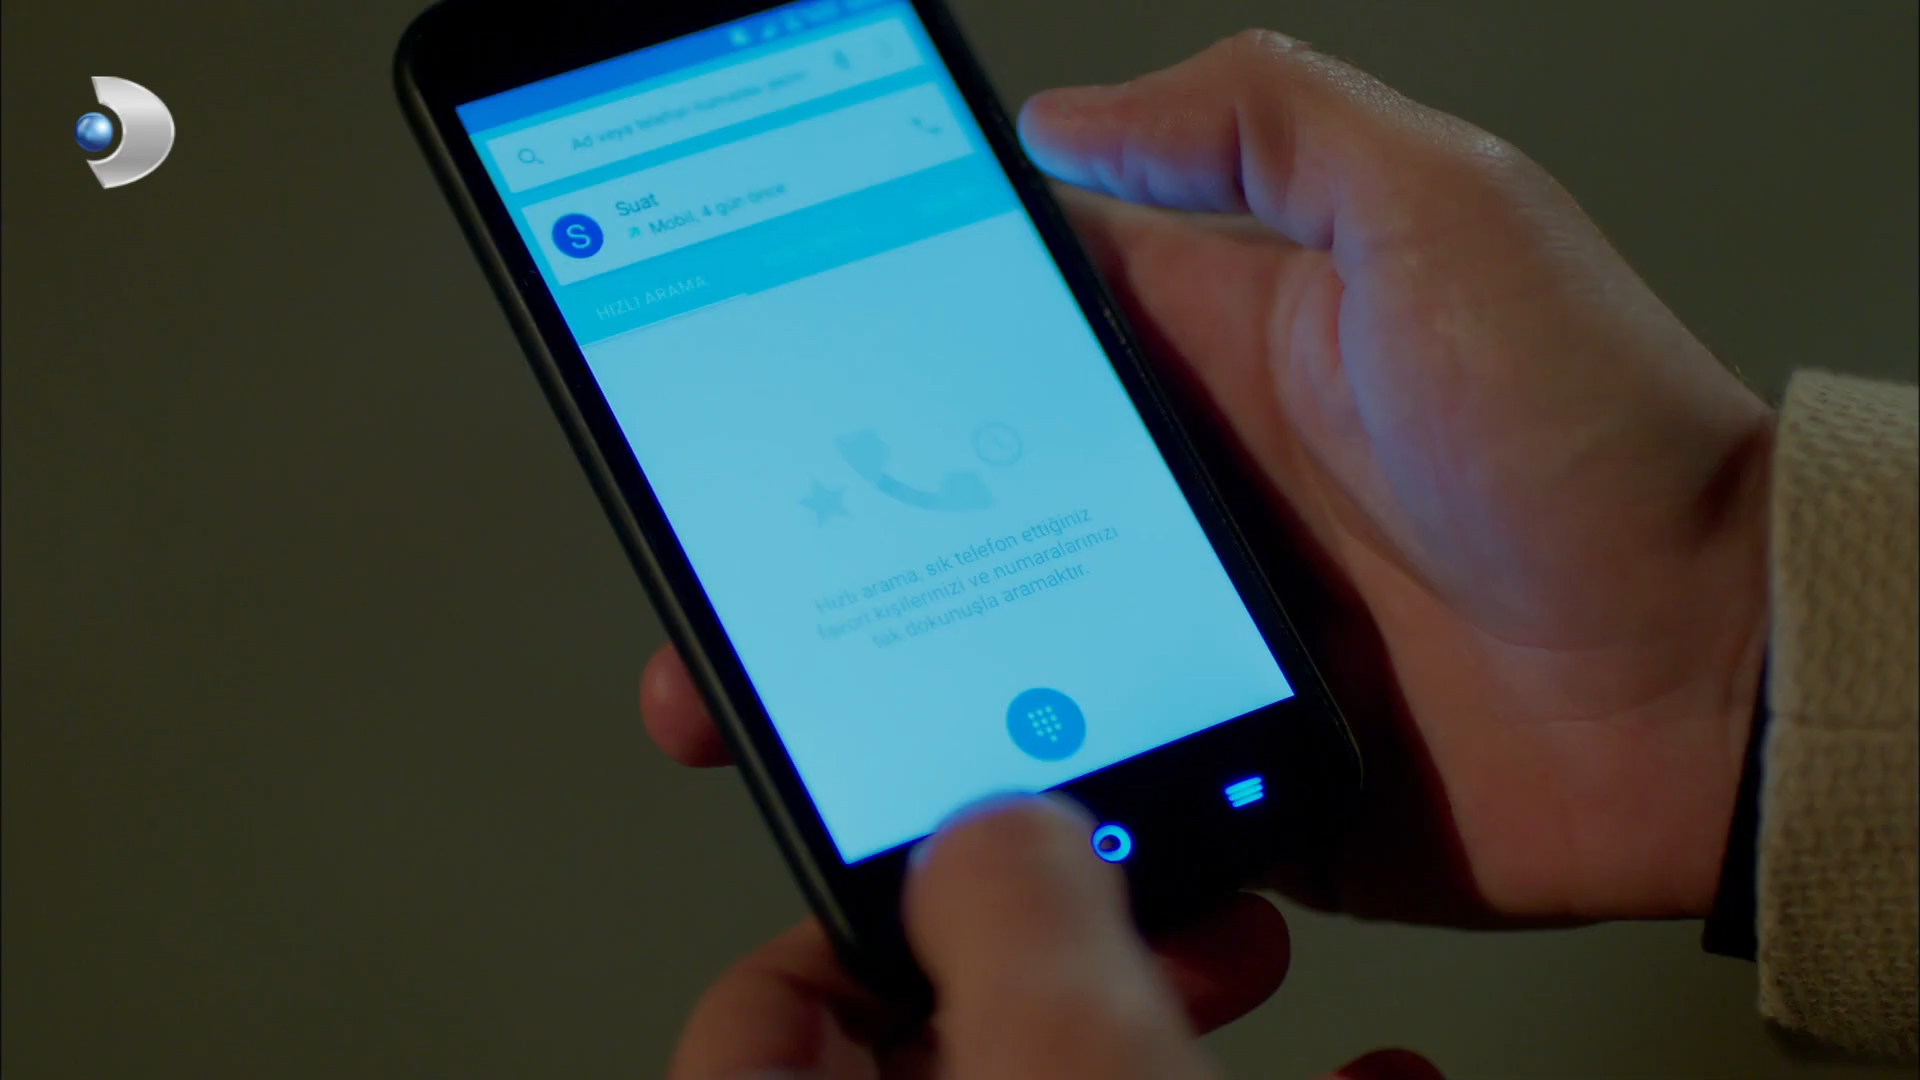 Ad veya telefon numarası girin
Suat
S
Mobil, 4 gün önce
HIZLI ARAMA
Hızlı arama, sık telefon ettiğiniz
favori kişilerinizi ve numaralarınızı
tek dokunuşla aramaktır.